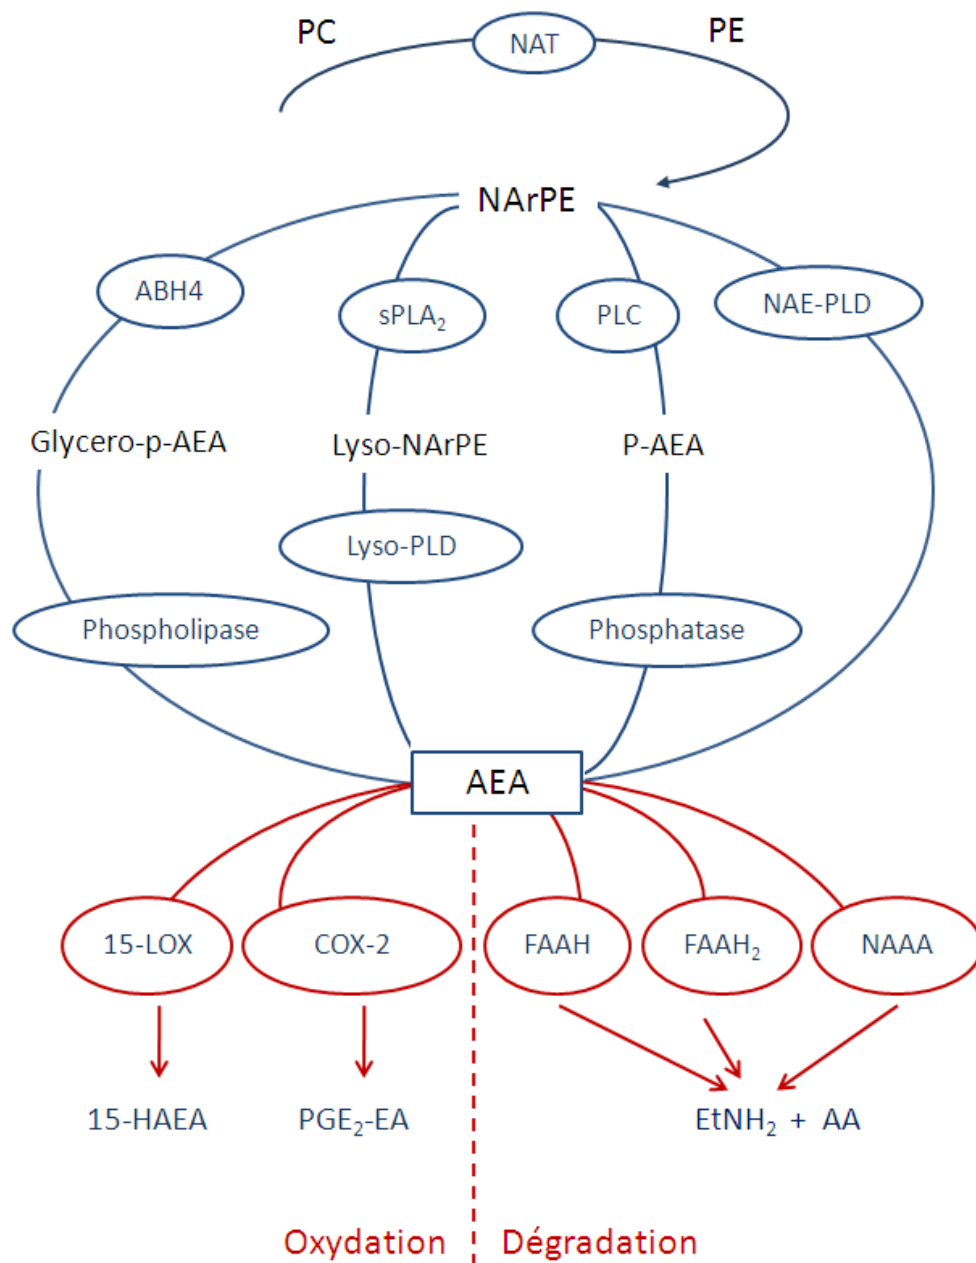 PC
NAT
PE
NArPE
ABH4
sPLA₂
PLC
NAE-PLD
Glycero-p-AEA
Lyso-NArPE
P-AEA
Lyso-PLD
Phospholipase
Phosphatase
AEA
15-LOX
COX-2
FAAH
FAAH₂
NAAA
15-HAEA
PGE₂-EA
EtNH₂ + AA
Oxydation
Dégradation